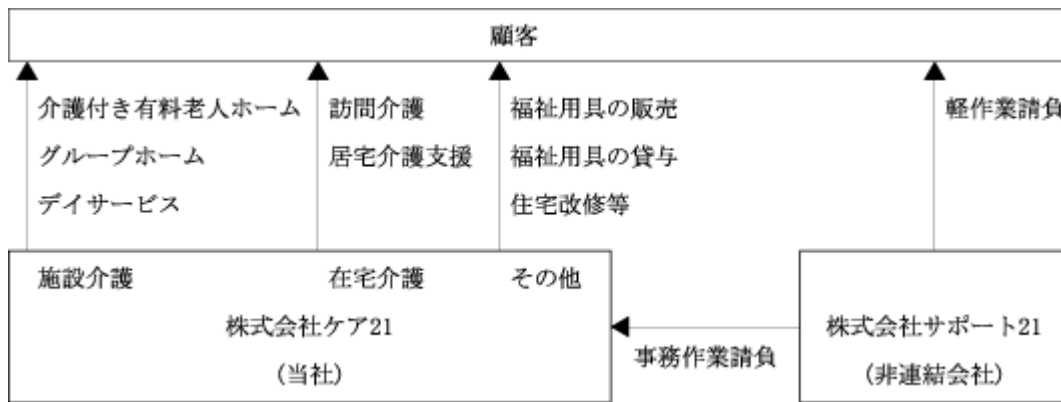 顧客
介護付き有料老人ホーム
グループホーム
デイサービス
訪問介護
居宅介護支援
福祉用具の販売
福祉用具の貸与
住宅改修等
軽作業請負
施設介護
在宅介護
その他
株式会社ケア21
(当社)
事務作業請負
株式会社サポート21
(非連結会社)